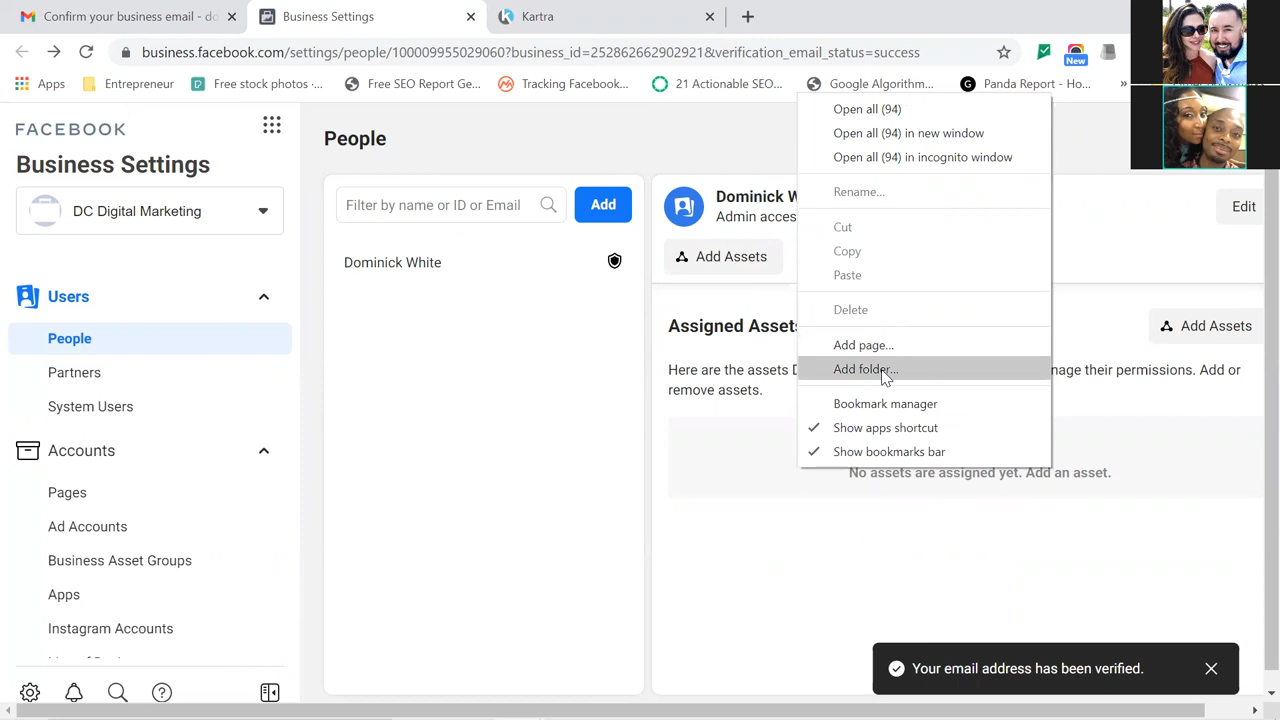 Confirm your business email - do
Business Settings
Kartra
business.facebook.com/settings/people/100009955029060?business_id=252862662902921&verification_email_status=success
New
Apps
Entrepreneur
Free stock photos -...
Free SEO Report G...
Tracking Facebook...
21 Actionable SEO...
Google Algorithm...
Panda Report - Ho...
»
FACEBOOK
Business Settings
DC Digital Marketing
Users
People
Partners
System Users
Accounts
Pages
Ad Accounts
Business Asset Groups
Apps
Instagram Accounts
People
Filter by name or ID or Email
Add
Dominick White
Dominick W
Admin acces
Edit
Add Assets
Assigned Assets
Add Assets
Here are the assets D
nage their permissions. Add or
remove assets.
No assets are assigned yet. Add an asset.
Open all (94)
Open all (94) in new window
Open all (94) in incognito window
Rename...
Cut
Copy
Paste
Delete
Add page...
Add folder...
Bookmark manager
Show apps shortcut
Show bookmarks bar
Your email address has been verified.